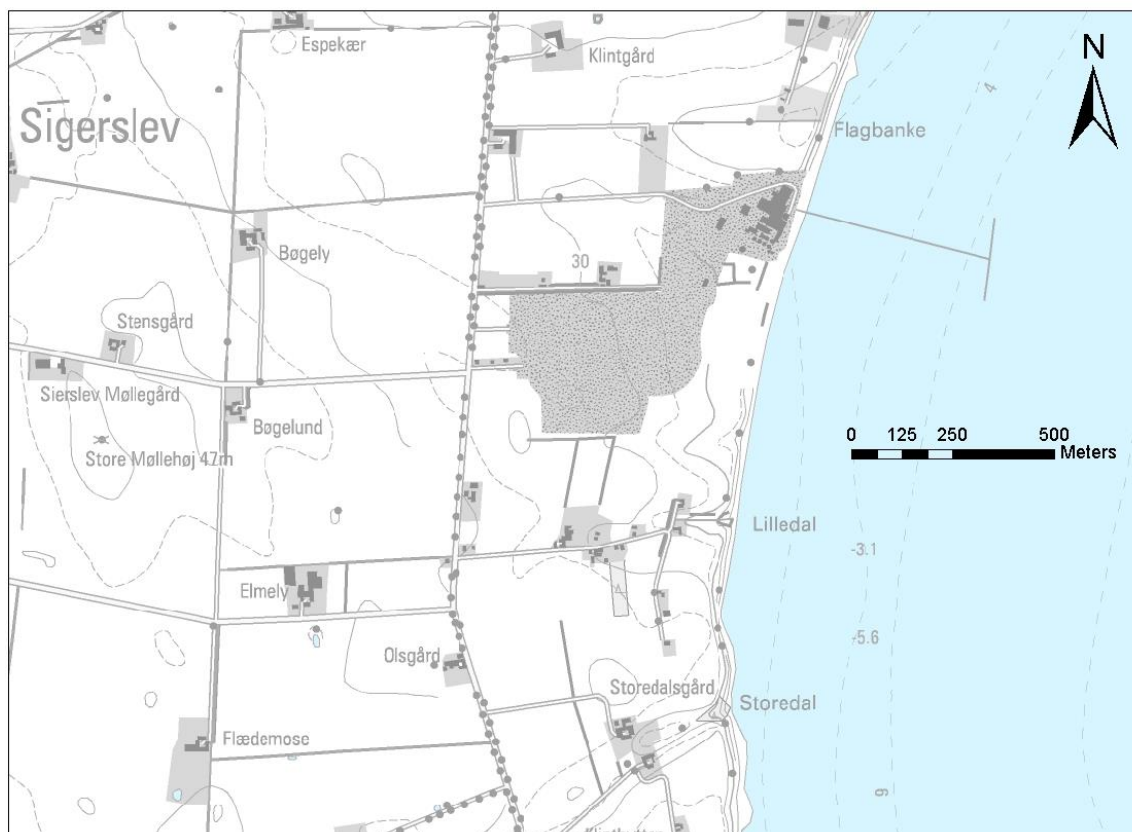 Espekær
Klintgård
N
4
Sigerslev
Flagbanke
Bøgely
30
Stensgård
Sierslev Møllegård
Bøgelund
0 125 250 500
Meters
Store Møllehøj 47m
Lilledal
-3.1
Elmely
-5.6
Olsgård
Storedalsgård
Storedal
Flædemose
6